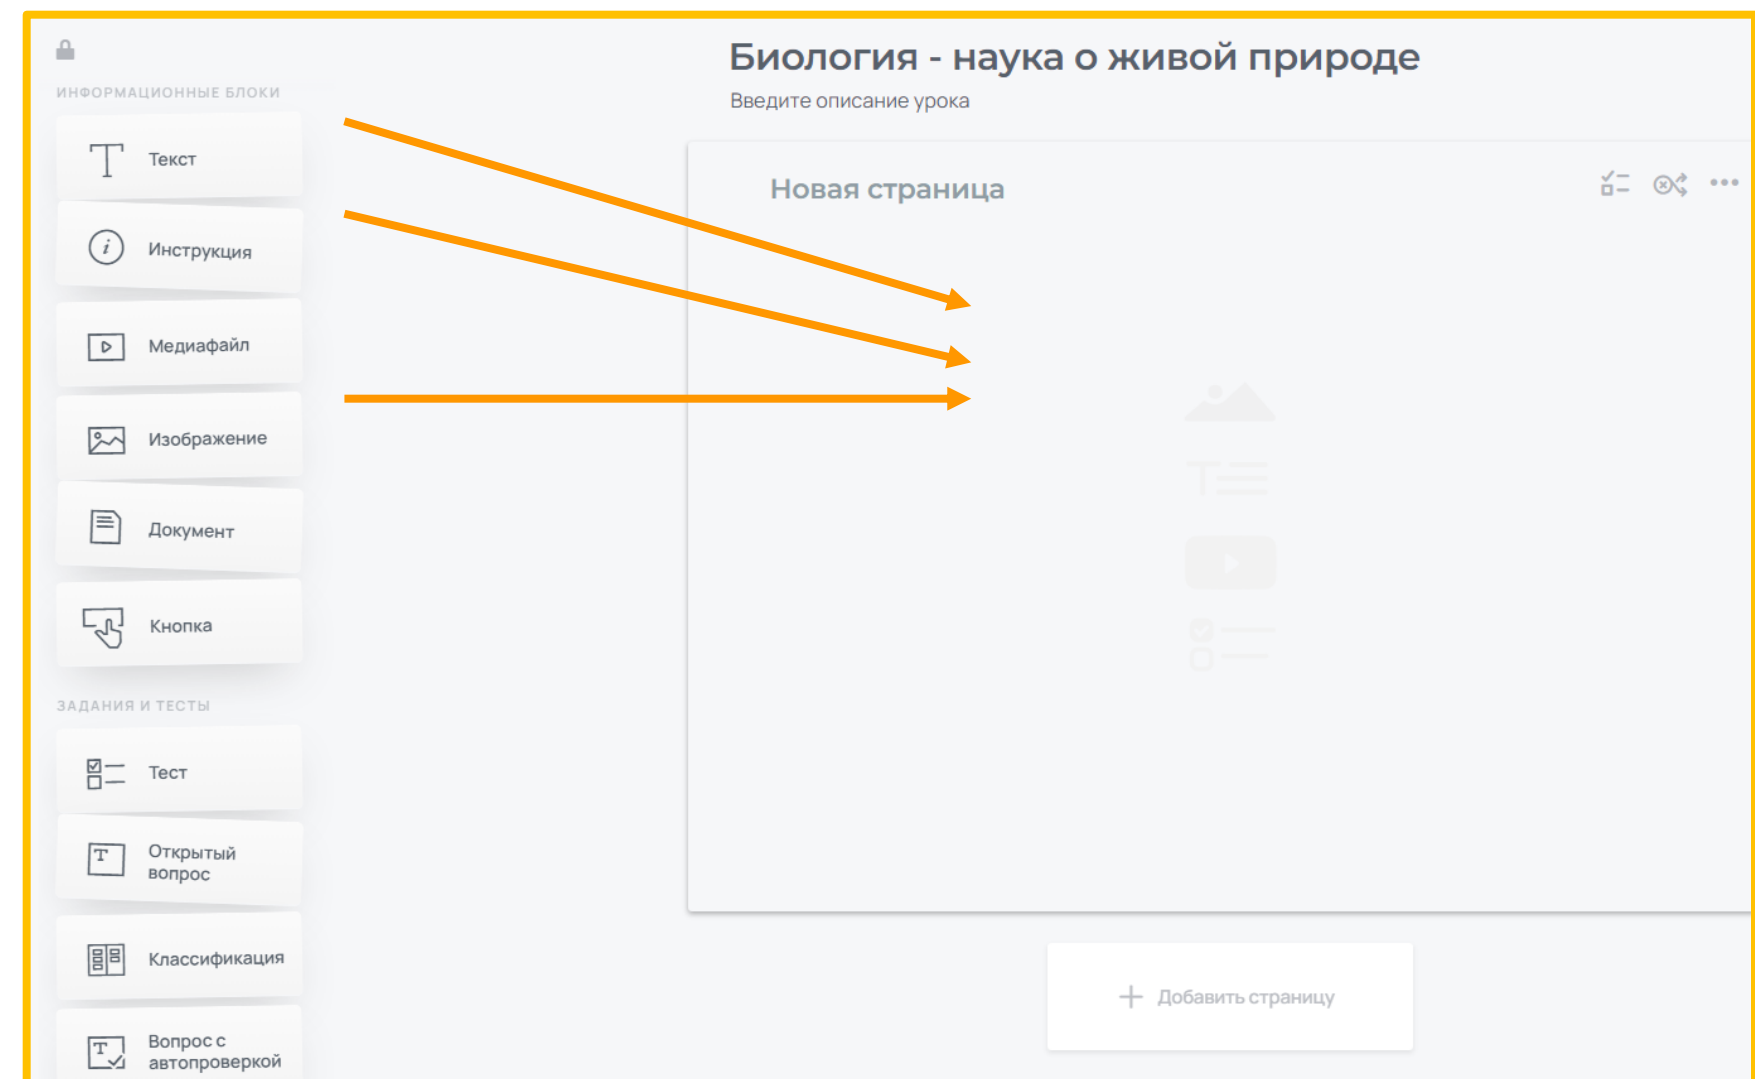 Биология - наука о живой природе
Введите описание урока
ИНФОРМАЦИОННЫЕ БЛОКИ
Текст
Инструкция
Медиафайл
Изображение
Документ
Кнопка
ЗАДАНИЯ И ТЕСТЫ
Тест
Открытый
вопрос
Классификация
Вопрос с
автопроверкой
Новая страница
Добавить страницу